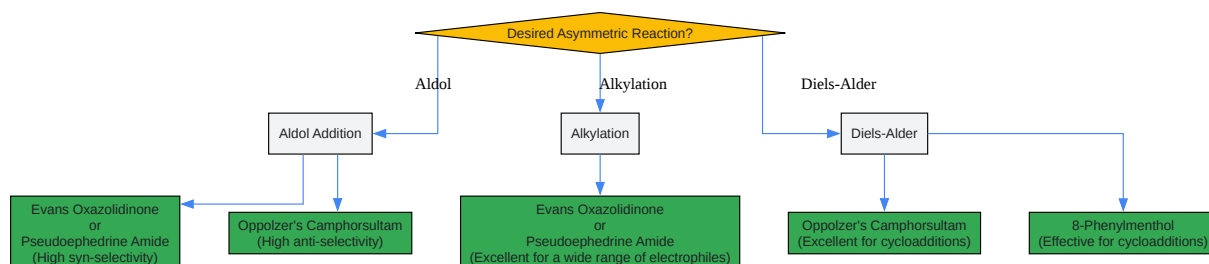 Desired Asymmetric Reaction?
Aldol
Alkylation
Diels-Alder
Aldol Addition
Alkylation
Diels-Alder
Evans Oxazolidinone
or
Pseudoephedrine Amide
(High syn-selectivity)
Oppolzer's Camphorsultam
(High anti-selectivity)
Evans Oxazolidinone
or
Pseudoephedrine Amide
(Excellent for a wide range of electrophiles)
Oppolzer's Camphorsultam
(Excellent for cycloadditions)
8-Phenylmenthol
(Effective for cycloadditions)